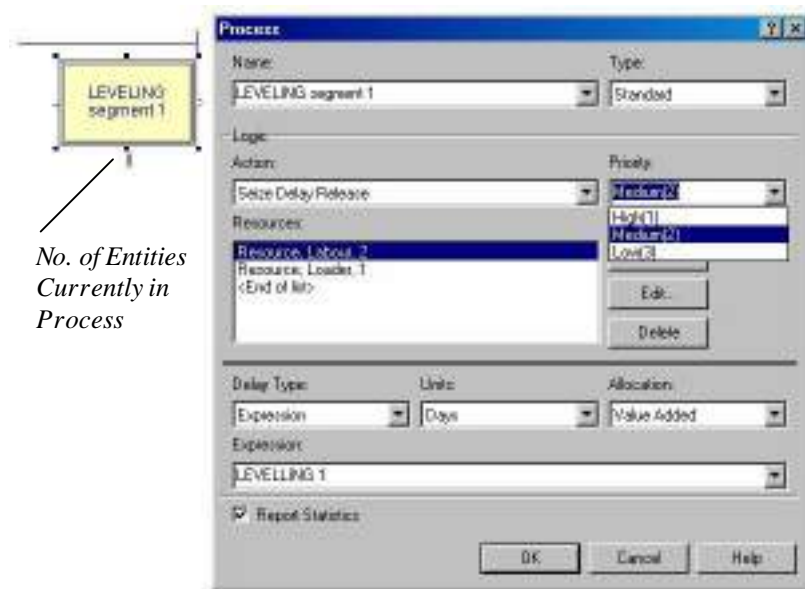 LEVELING
segment 1
No. of Entities
Currently in
Process
Process
Name:
Type:
LEVELING segment 1
Standard
Logic
Action:
Priority:
Seize Delay Release
Medium(2)
High(1)
Medium(2)
Low(3)
Resources:
Resource, Labour, 2
Resource, Loader, 1
<End of list>
Edit...
Delete
Delay Type:
Units:
Allocation:
Expression
Days
Value Added
Expression:
LEVELLING 1
Report Statistics
OK
Cancel
Help